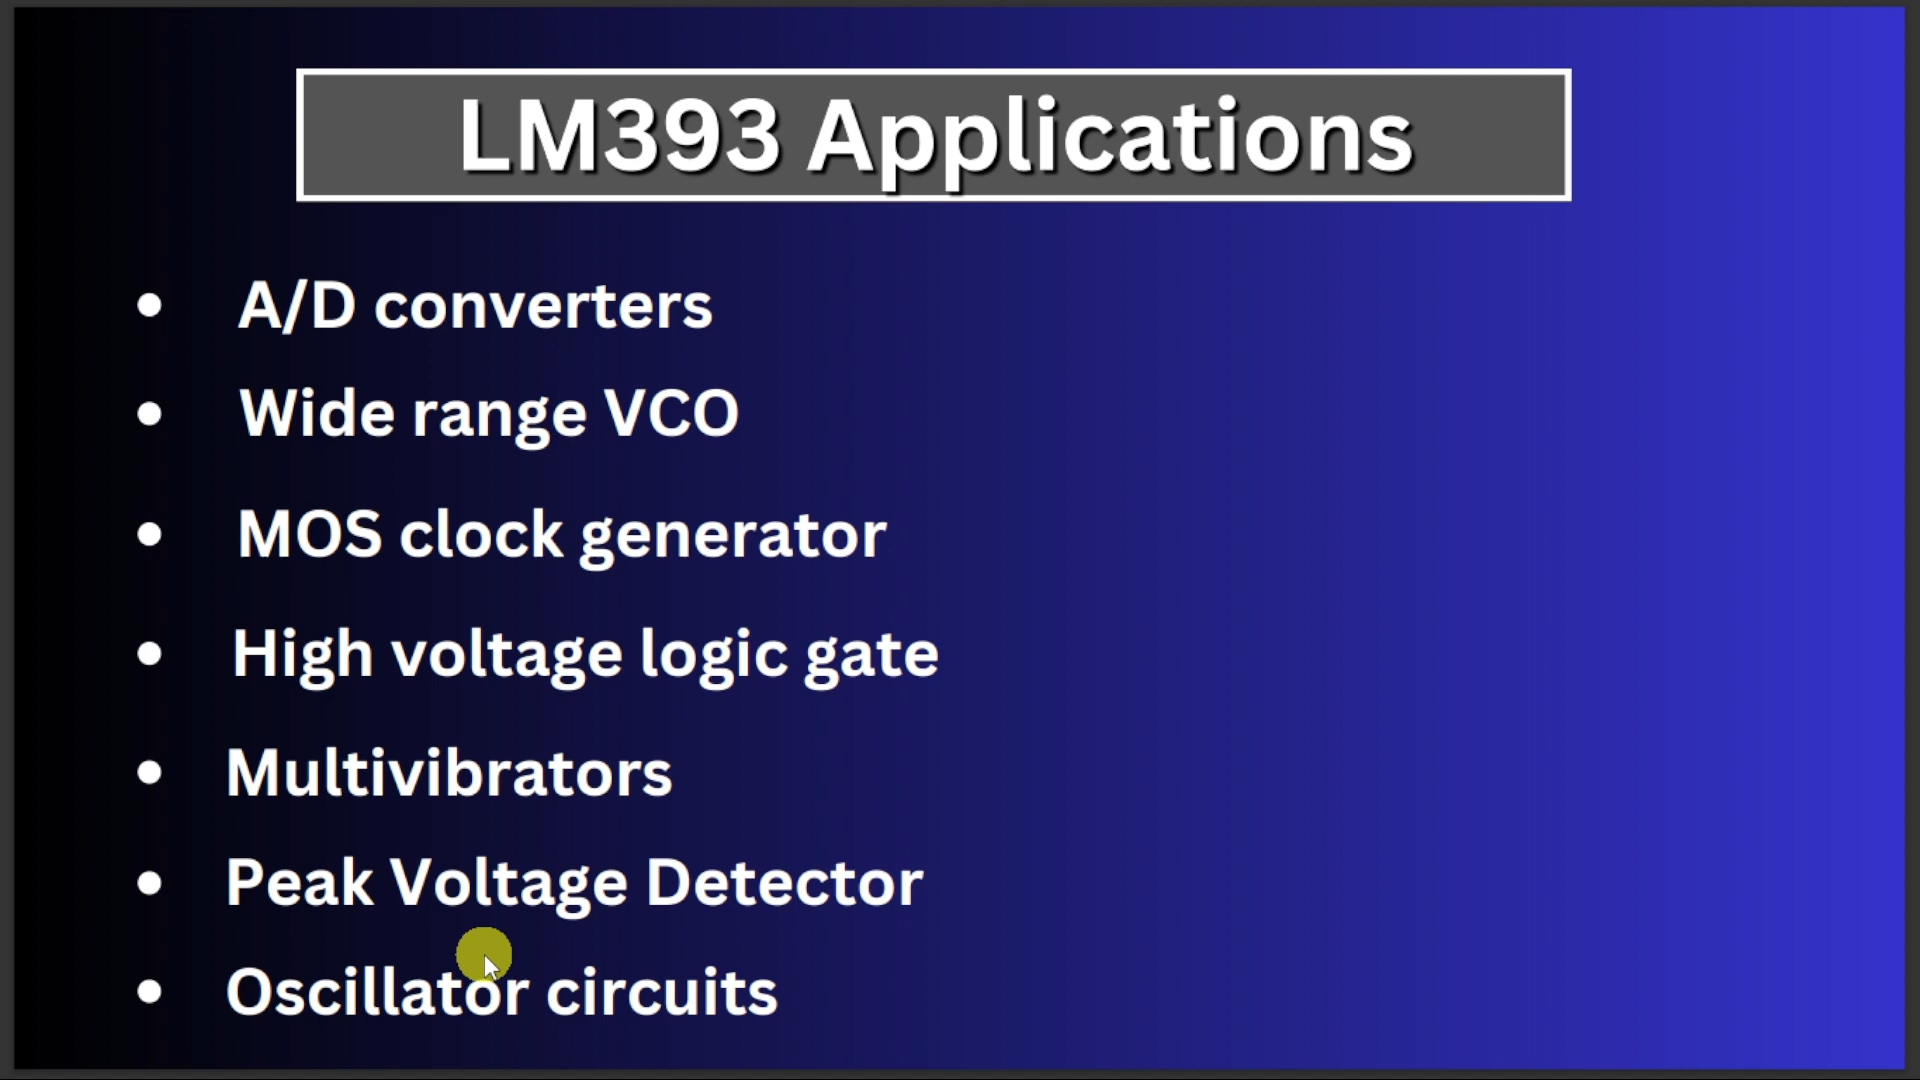 LM393 Applications
• A/D converters
• Wide range VCO
• MOS clock generator
• High voltage logic gate
• Multivibrators
• Peak Voltage Detector
• Oscillator circuits